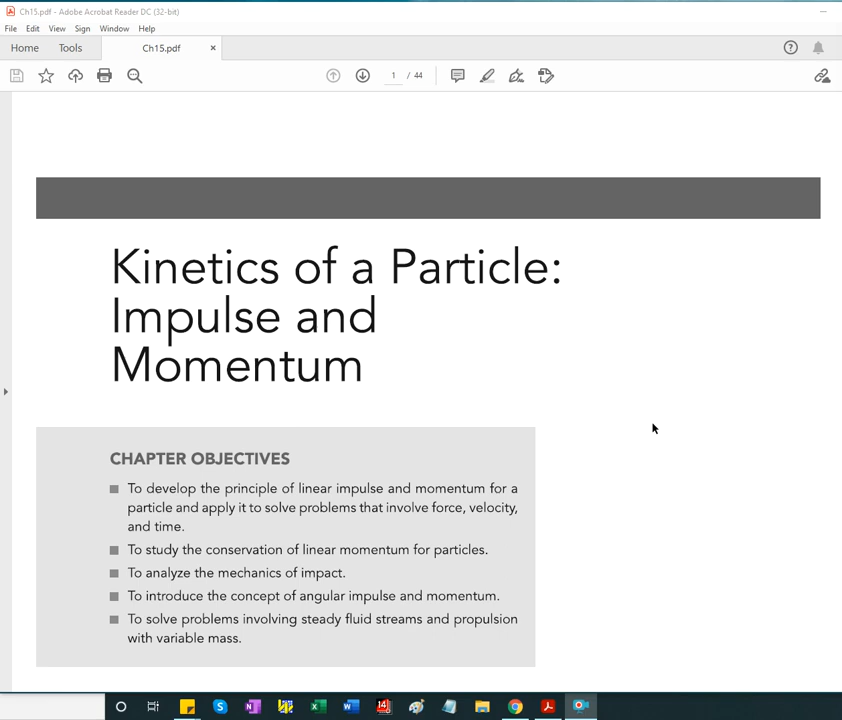 Ch15.pdf - Adobe Acrobat Reader DC (32-bit)
File Edit View Sign Window Help
Home Tools Ch15.pdf ×
1 / 44
Kinetics of a Particle:
Impulse and
Momentum
CHAPTER OBJECTIVES
To develop the principle of linear impulse and momentum for a
particle and apply it to solve problems that involve force, velocity,
and time.
To study the conservation of linear momentum for particles.
To analyze the mechanics of impact.
To introduce the concept of angular impulse and momentum.
To solve problems involving steady fluid streams and propulsion
with variable mass.